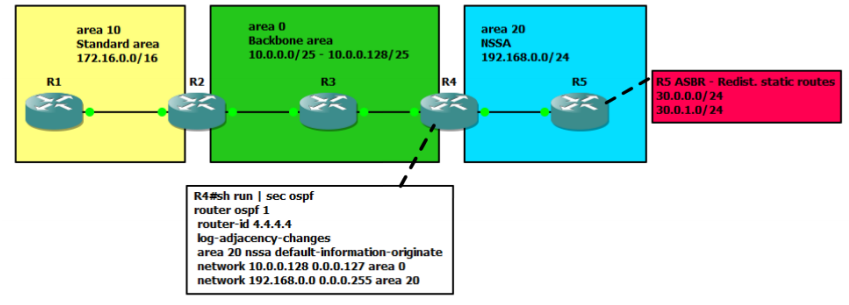 area 10
Standard area
172.16.0.0/16
area 0
Backbone area
10.0.0.0/25 - 10.0.0.128/25
area 20
NSSA
192.168.0.0/24
R1
R2
R3
R4
R5
R5 ASBR - Redist. static routes
30.0.0.0/24
30.0.1.0/24
R4#sh run | sec ospf
router ospf 1
router-id 4.4.4.4
log-adjacency-changes
area 20 nssa default-information-originate
network 10.0.0.128 0.0.0.127 area 0
network 192.168.0.0 0.0.0.255 area 20